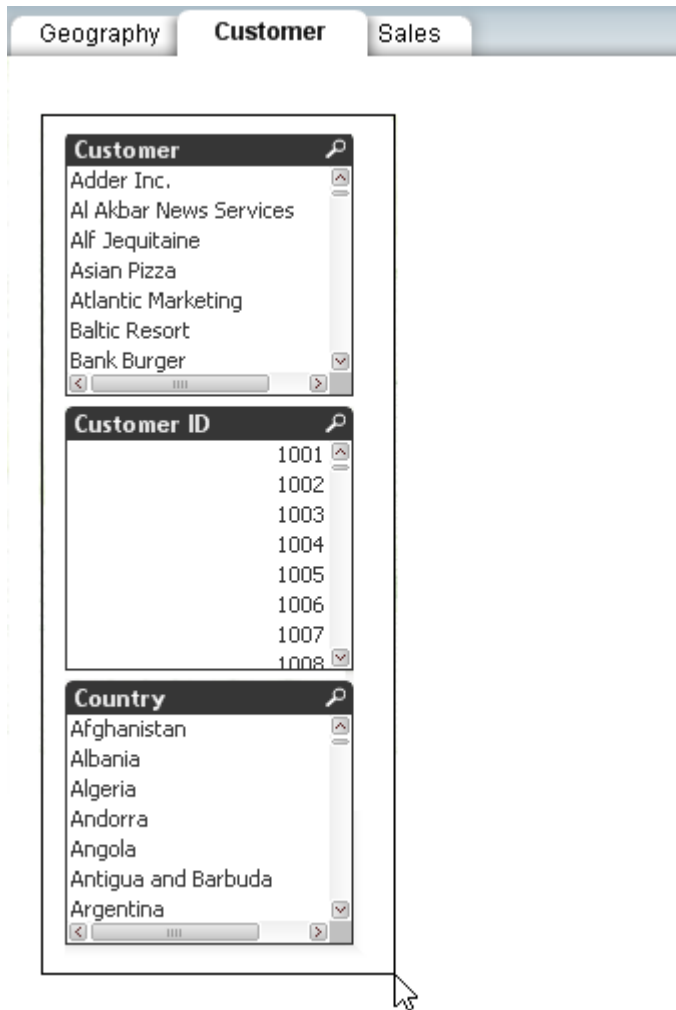 Geography Customer Sales
Customer
Adder Inc.
Al Akbar News Services
Alf Jequitaine
Asian Pizza
Atlantic Marketing
Baltic Resort
Bank Burger
Customer ID
1001
1002
1003
1004
1005
1006
1007
1008
Country
Afghanistan
Albania
Algeria
Andorra
Angola
Antigua and Barbuda
Argentina